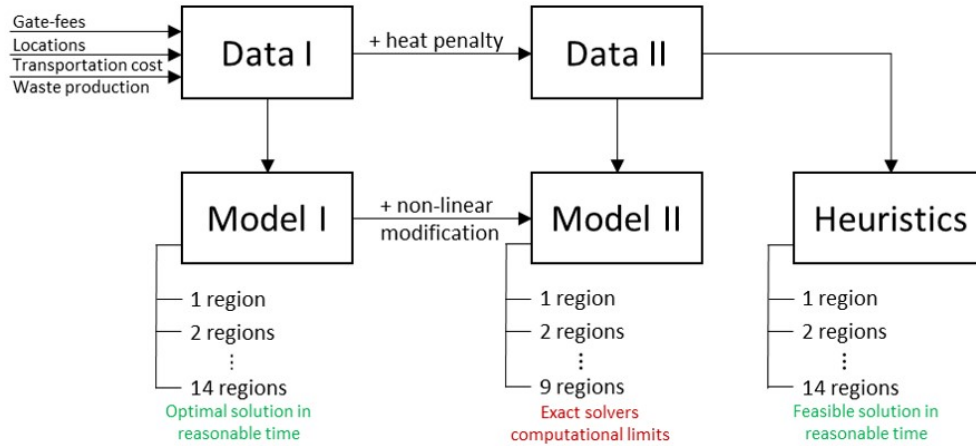 Gate-fees
Locations
Transportation cost
Waste production
Data I
+ heat penalty
Data II
Model I
+ non-linear
modification
Model II
Heuristics
1 region
2 regions
⋮
14 regions
Optimal solution in
reasonable time
1 region
2 regions
⋮
9 regions
Exact solvers
computational limits
1 region
2 regions
⋮
14 regions
Feasible solution in
reasonable time